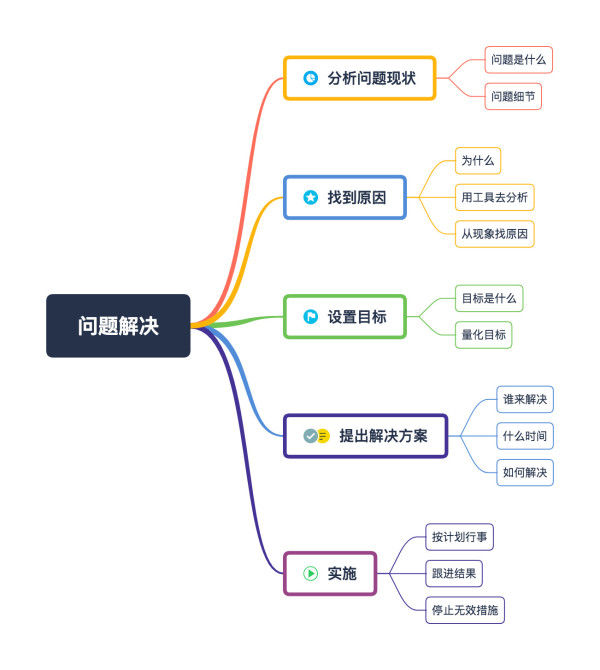 问题解决
分析问题现状
问题是什么
问题细节
找到原因
为什么
用工具去分析
从现象找原因
设置目标
目标是什么
量化目标
提出解决方案
谁来解决
什么时间
如何解决
实施
按计划行事
跟进结果
停止无效措施